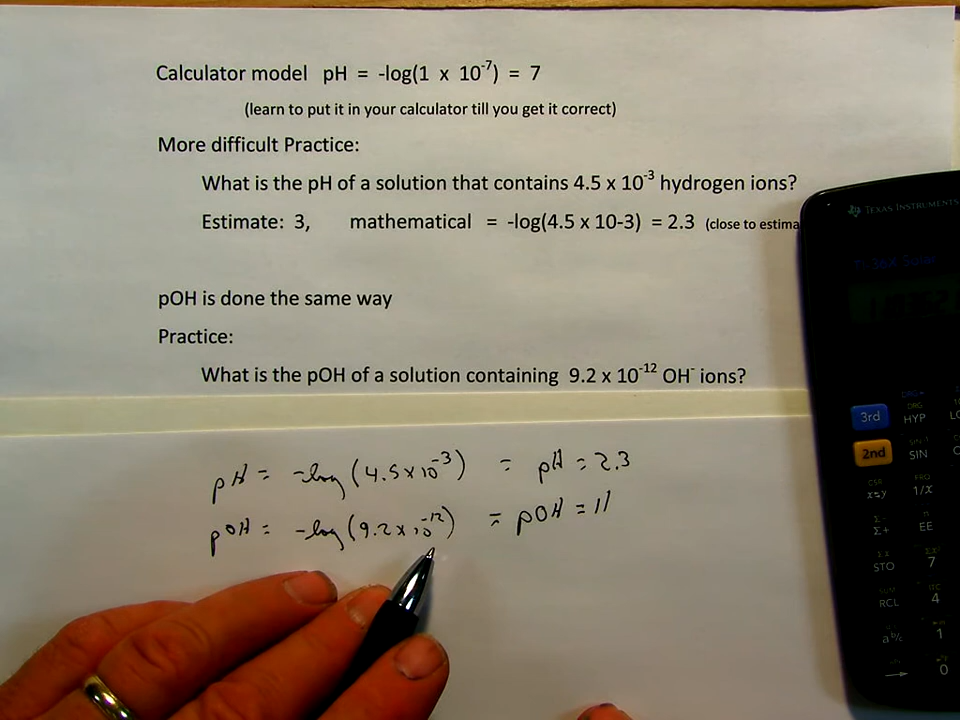 Calculator model pH = -log(1 x 10⁻⁷) = 7
(learn to put it in your calculator till you get it correct)
More difficult Practice:
What is the pH of a solution that contains 4.5 x 10⁻³ hydrogen ions?
Estimate: 3, mathematical = -log(4.5 x 10-3) = 2.3 (close to estima
pOH is done the same way
Practice:
What is the pOH of a solution containing 9.2 x 10⁻¹² OH⁻ ions?
pH = -log(4.5x10⁻³) = pH = 2.3
pOH = -log(9.2x10⁻¹²) = pOH = 11
TEXAS INSTRUMENTS
3rd HYP
2nd SIN
x⇄y 1/x
Σ+ EE
STO 7
RCL 4
a b/c 1
→ 0